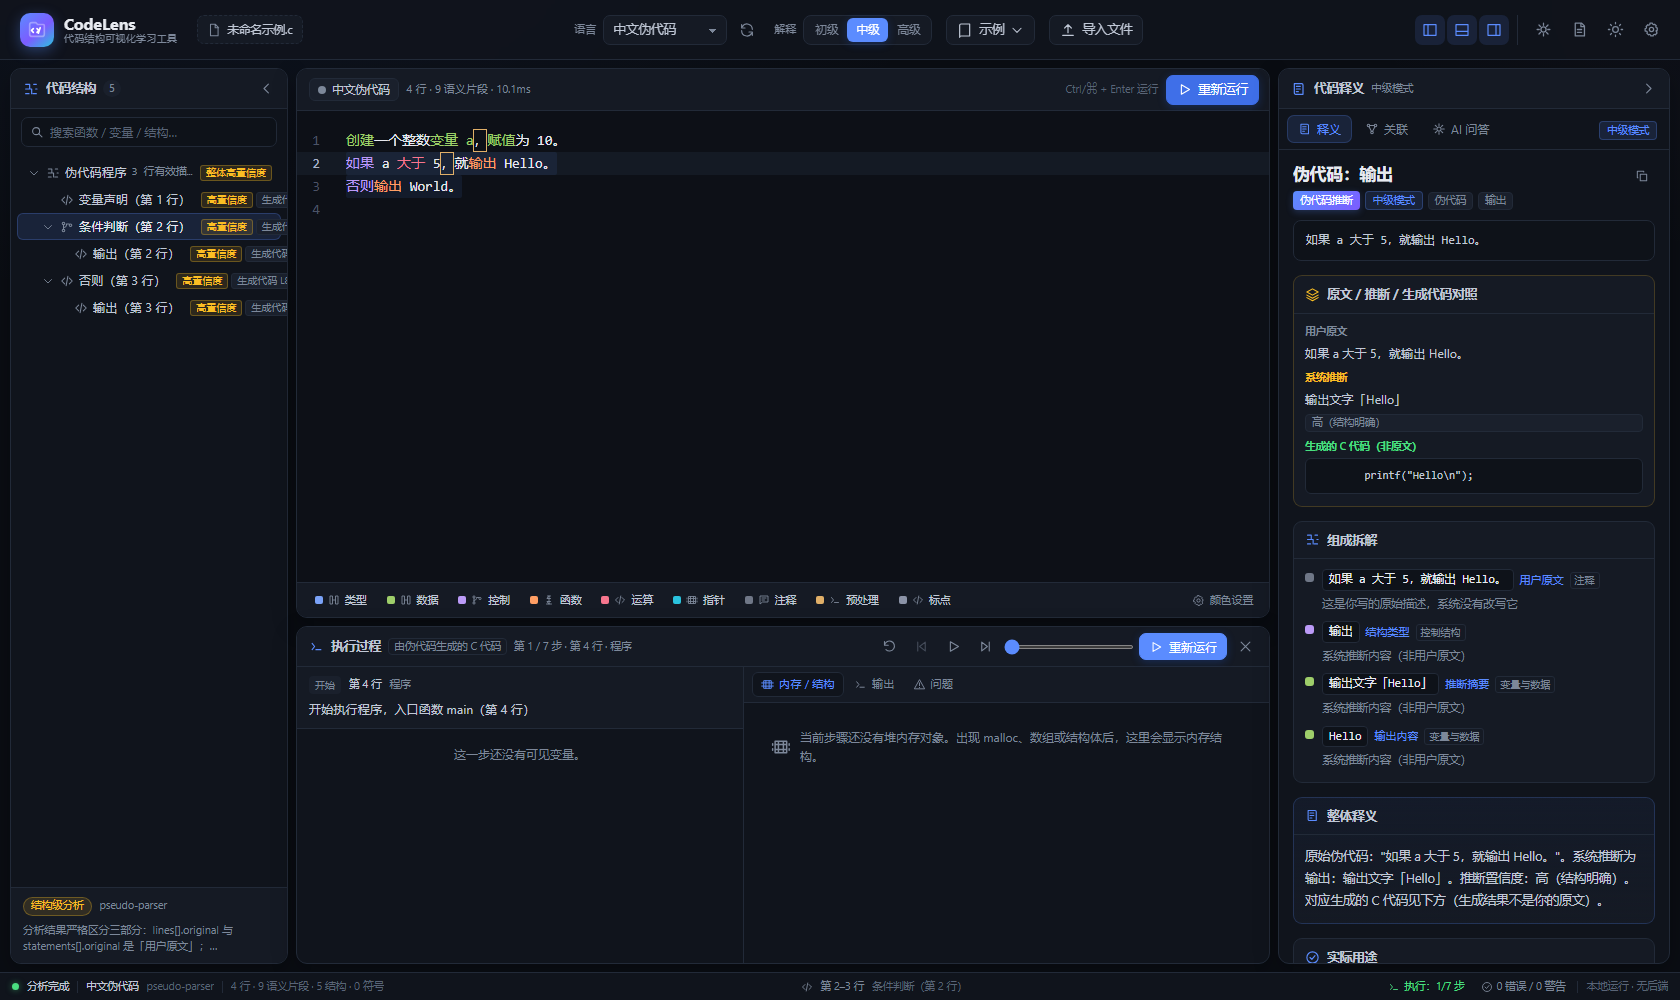 CodeLens
代码结构可视化学习工具
未命名示例.c
语言
中文伪代码
解释
初级
中级
高级
示例
导入文件
代码结构
5
搜索函数 / 变量 / 结构...
伪代码程序 3 行有效描... 整体高置信度
变量声明（第 1 行） 高置信度 生成代
条件判断（第 2 行） 高置信度 生成代
输出（第 2 行） 高置信度 生成代码
否则（第 3 行） 高置信度 生成代码 L8
输出（第 3 行） 高置信度 生成代码
结构级分析 pseudo-parser
分析结果严格区分三部分：lines[].original 与
statements[].original 是「用户原文」；...
中文伪代码 4 行 · 9 语义片段 · 10.1ms
Ctrl/⌘ + Enter 运行
重新运行
1 创建一个整数变量 a，赋值为 10。
2 如果 a 大于 5，就输出 Hello。
3 否则输出 World。
4
类型 数据 控制 函数 运算 指针 注释 预处理 标点 颜色设置
执行过程 由伪代码生成的 C 代码 第 1 / 7 步 · 第 4 行 · 程序
重新运行
开始 第 4 行 程序
开始执行程序，入口函数 main（第 4 行）
这一步还没有可见变量。
内存 / 结构 输出 问题
当前步骤还没有堆内存对象。出现 malloc、数组或结构体后，这里会显示内存结
构。
代码释义 中级模式
释义 关联 AI 问答 中级模式
伪代码：输出
伪代码推断 中级模式 伪代码 输出
如果 a 大于 5，就输出 Hello。
原文 / 推断 / 生成代码对照
用户原文
如果 a 大于 5，就输出 Hello。
系统推断
输出文字「Hello」
高（结构明确）
生成的 C 代码（非原文）
printf("Hello\n");
组成拆解
如果 a 大于 5，就输出 Hello。 用户原文 注释
这是你写的原始描述，系统没有改写它
输出 结构类型 控制结构
系统推断内容（非用户原文）
输出文字「Hello」 推断摘要 变量与数据
系统推断内容（非用户原文）
Hello 输出内容 变量与数据
系统推断内容（非用户原文）
整体释义
原始伪代码："如果 a 大于 5，就输出 Hello。"。系统推断为
输出：输出文字「Hello」。推断置信度：高（结构明确）。
对应生成的 C 代码见下方（生成结果不是你的原文）。
实际用途
分析完成 中文伪代码 pseudo-parser 4 行 · 9 语义片段 · 5 结构 · 0 符号
第 2–3 行 条件判断（第 2 行）
执行：1/7 步 0 错误 / 0 警告 本地运行 · 无后端